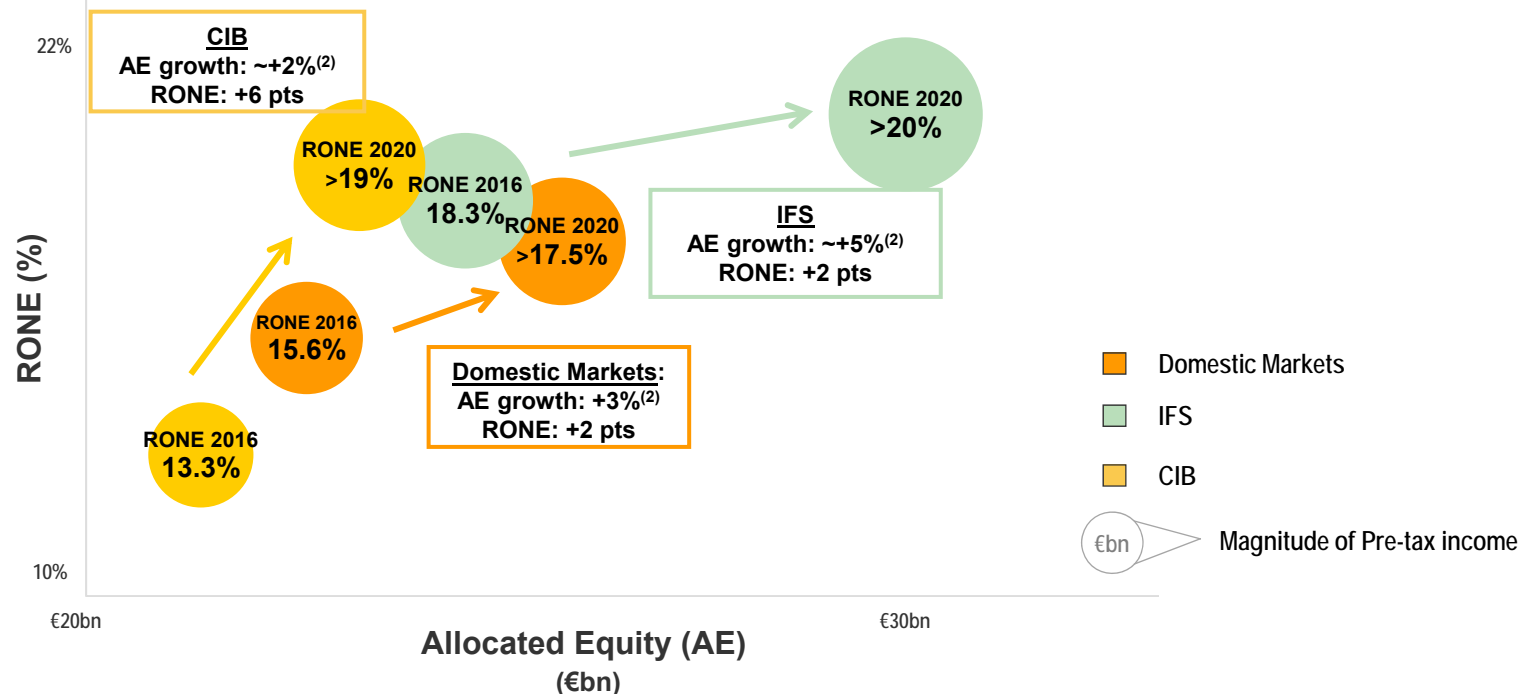 22%
CIB
AE growth: ~+2%(2)
RONE: +6 pts
RONE 2020
>19%
RONE 2016
18.3%
RONE 2020
>17.5%
RONE 2020
>20%
IFS
AE growth: ~+5%(2)
RONE: +2 pts
RONE (%)
RONE 2016
15.6%
RONE 2016
13.3%
Domestic Markets:
AE growth: +3%(2)
RONE: +2 pts
Domestic Markets
IFS
CIB
€bn
Magnitude of Pre-tax income
10%
€20bn
€30bn
Allocated Equity (AE)
(€bn)